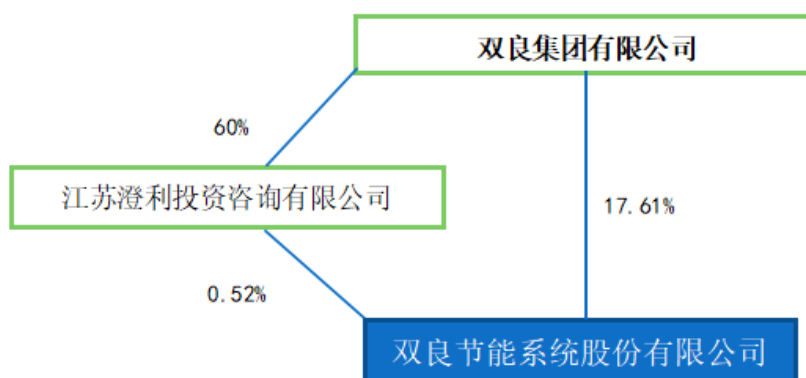 双良集团有限公司
60%
江苏澄利投资咨询有限公司
17.61%
0.52%
双良节能系统股份有限公司